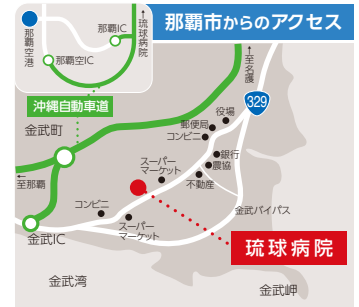 那覇市からのアクセス
那覇IC
↑琉球病院
那覇空港
那覇空IC
沖縄自動車道
↑至名護
329
役場
郵便局
コンビニ
金武町
銀行
農協
不動産
スーパー
マーケット
←至那覇
コンビニ
スーパー
マーケット
金武バイパス
金武IC
琉球病院
金武湾
金武岬